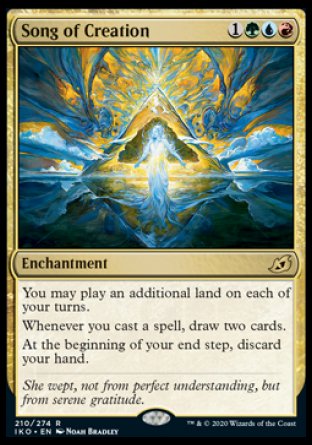 Song of Creation 1
Enchantment
You may play an additional land on each of
your turns.
Whenever you cast a spell, draw two cards.
At the beginning of your end step, discard
your hand.
She wept, not from perfect understanding, but
from serene gratitude.
210/274 R
IKO • EN NOAH BRADLEY
™ & © 2020 Wizards of the Coast